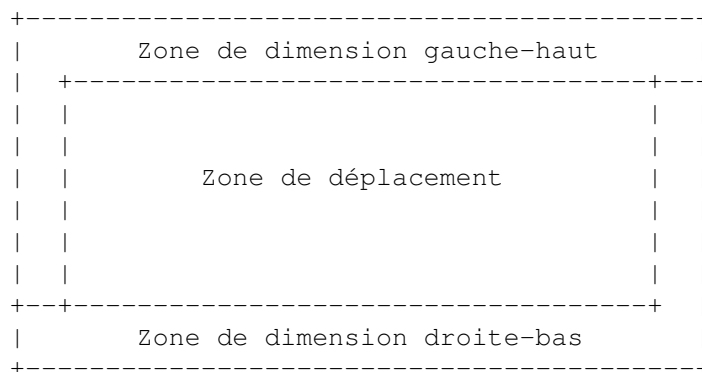 Zone de dimension gauche-haut
Zone de déplacement
Zone de dimension droite-bas